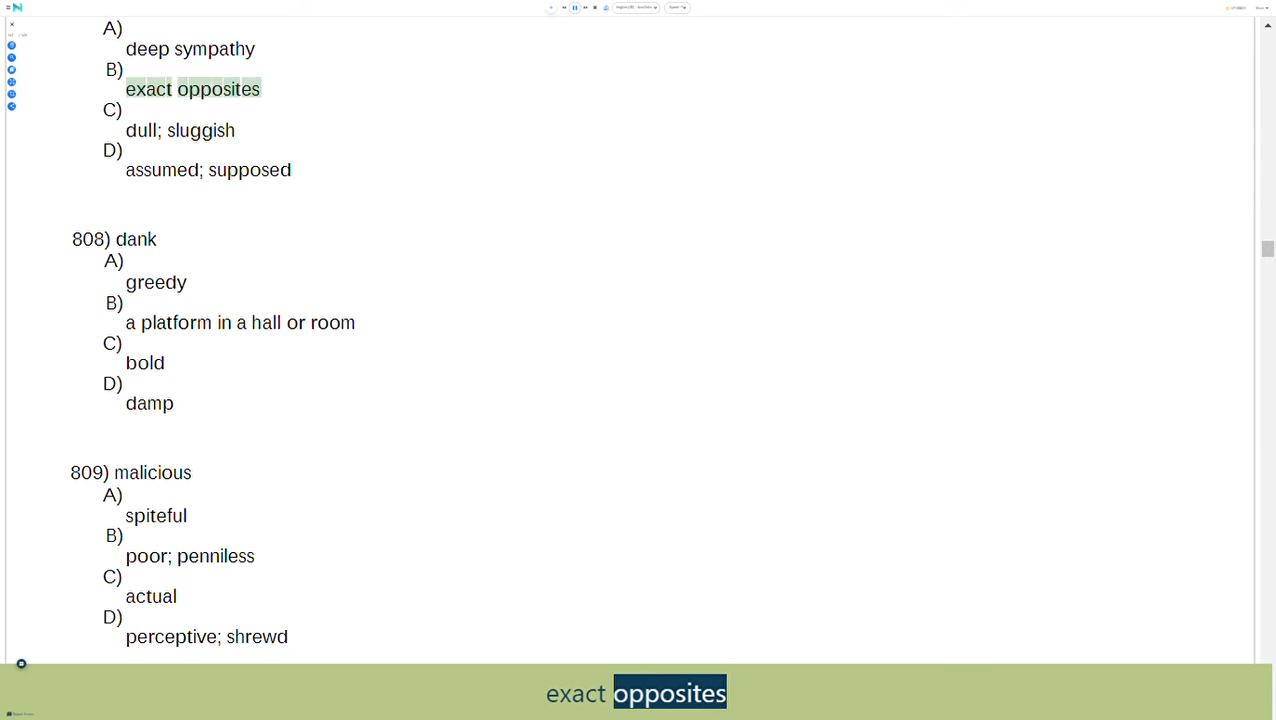 A)
deep sympathy
B)
exact opposites
C)
dull; sluggish
D)
assumed; supposed
808) dank
A)
greedy
B)
a platform in a hall or room
C)
bold
D)
damp
809) malicious
A)
spiteful
B)
poor; penniless
C)
actual
D)
perceptive; shrewd
exact opposites